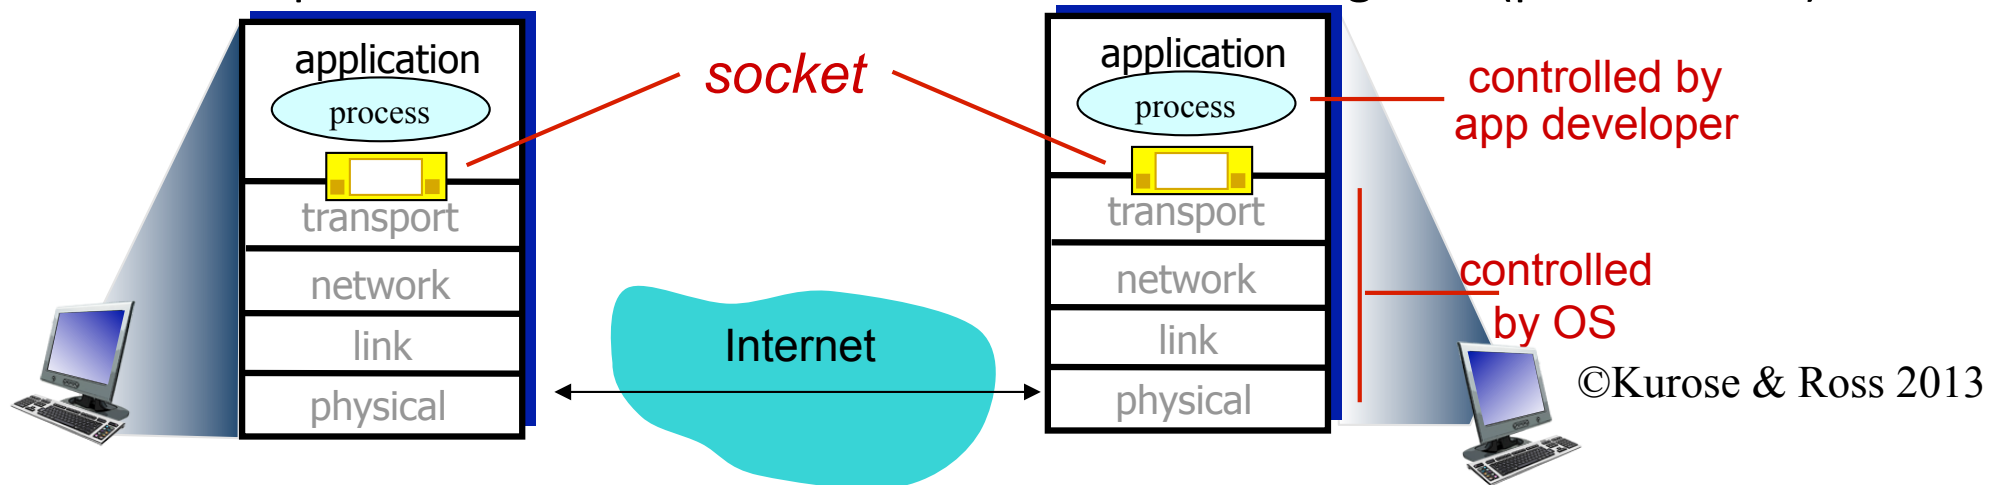 application
process
transport
network
link
physical
socket
Internet
application
process
transport
network
link
physical
controlled by
app developer
controlled
by OS
©Kurose & Ross 2013